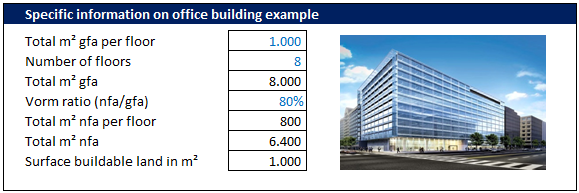 Specific information on office building example
Total m² gfa per floor 1.000
Number of floors 8
Total m² gfa 8.000
Vorm ratio (nfa/gfa) 80%
Total m² nfa per floor 800
Total m² nfa 6.400
Surface buildable land in m² 1.000